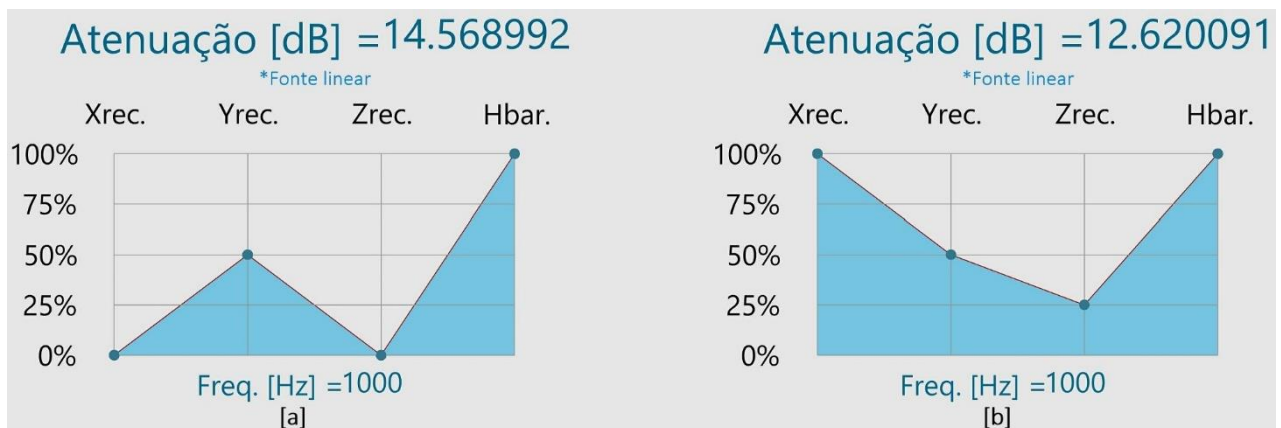 Atenuação [dB] =14.568992
*Fonte linear
Xrec. Yrec. Zrec. Hbar.
100%
75%
50%
25%
0%
Freq. [Hz] =1000
[a]
Atenuação [dB] =12.620091
*Fonte linear
Xrec. Yrec. Zrec. Hbar.
100%
75%
50%
25%
0%
Freq. [Hz] =1000
[b]